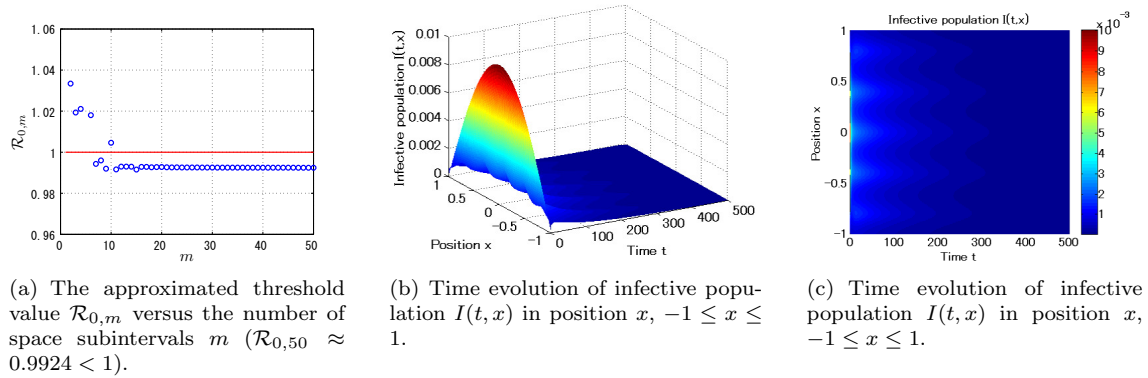 1.06
1.04
1.02
1
0.98
0.96
R0,m
0 10 20 30 40 50
m
(a) The approximated threshold
value R0,m versus the number of
space subintervals m (R0,50 ≈
0.9924 < 1).
0.01
0.008
0.006
0.004
0.002
0
Infective population I(t,x)
1
0.5
0
-0.5
-1
Position x
0
100
200
300
400
500
Time t
(b) Time evolution of infective popu-
lation I(t, x) in position x, −1 ≤ x ≤
1.
Infective population I(t,x)
x 10-3
1
0.5
0
-0.5
-1
Position x
0 100 200 300 400 500
Time t
9
8
7
6
5
4
3
2
1
(c) Time evolution of infective
population I(t, x) in position x,
−1 ≤ x ≤ 1.